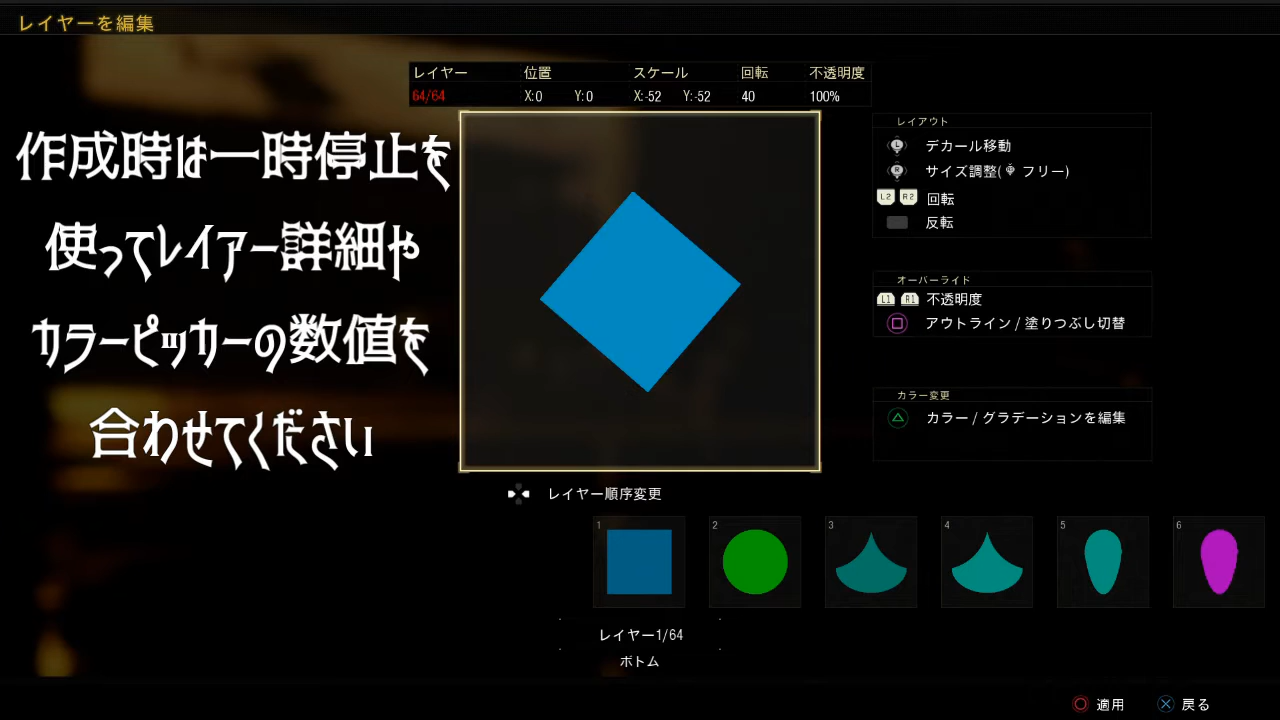 レイヤーを編集
レイヤー 位置 スケール 回転 不透明度
64/64 X:0 Y:0 X:-52 Y:-52 40 100%
作成時は一時停止を
使ってレイアー詳細や
カラーピッカーの数値を
合わせてください
レイアウト
L デカール移動
R サイズ調整( フリー)
L2 R2 回転
反転
オーバーライド
L1 R1 不透明度
アウトライン / 塗りつぶし切替
カラー変更
カラー / グラデーションを編集
レイヤー順序変更
1 2 3 4 5 6
レイヤー1/64
ボトム
適用 戻る